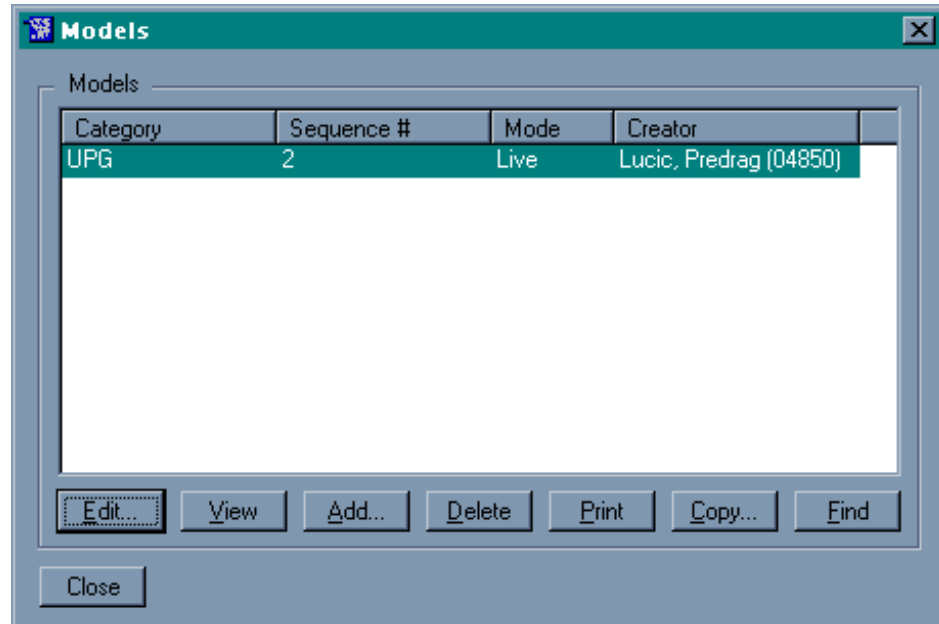 Models
Models
Category Sequence # Mode Creator
UPG 2 Live Lucic, Predrag (04850)
Edit... View Add... Delete Print Copy... Find
Close